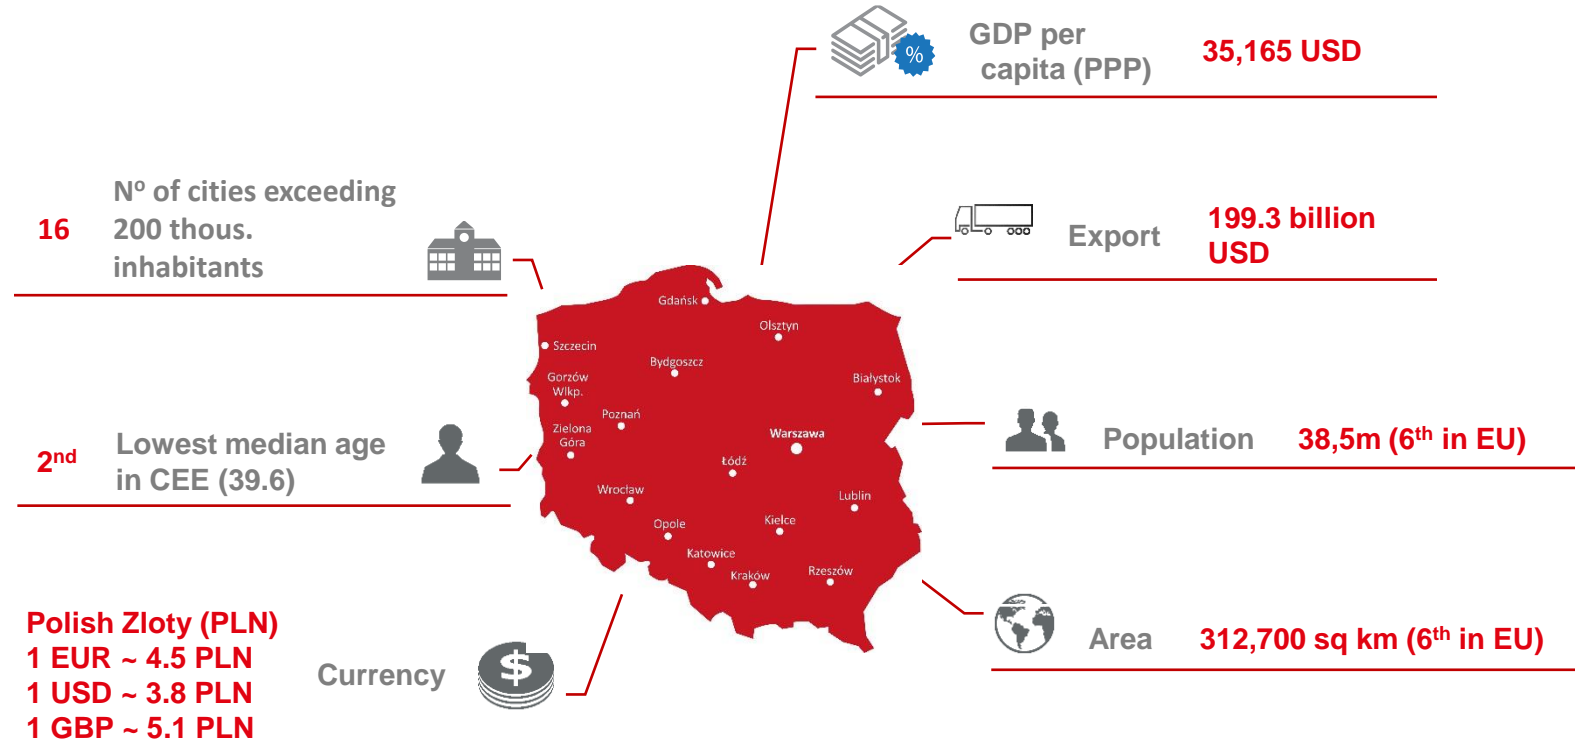 GDP per
capita (PPP)
35,165 USD
%
16
Nº of cities exceeding
200 thous.
inhabitants
Export
199.3 billion
USD
2nd
Lowest median age
in CEE (39.6)
Population
38,5m (6th in EU)
Area
312,700 sq km (6th in EU)
Polish Zloty (PLN)
1 EUR ~ 4.5 PLN
1 USD ~ 3.8 PLN
1 GBP ~ 5.1 PLN
Currency
$
Gdańsk
Olsztyn
Szczecin
Bydgoszcz
Gorzów
Wlkp.
Białystok
Poznań
Zielona
Góra
Warszawa
Łódź
Wrocław
Lublin
Opole
Kielce
Katowice
Kraków
Rzeszów